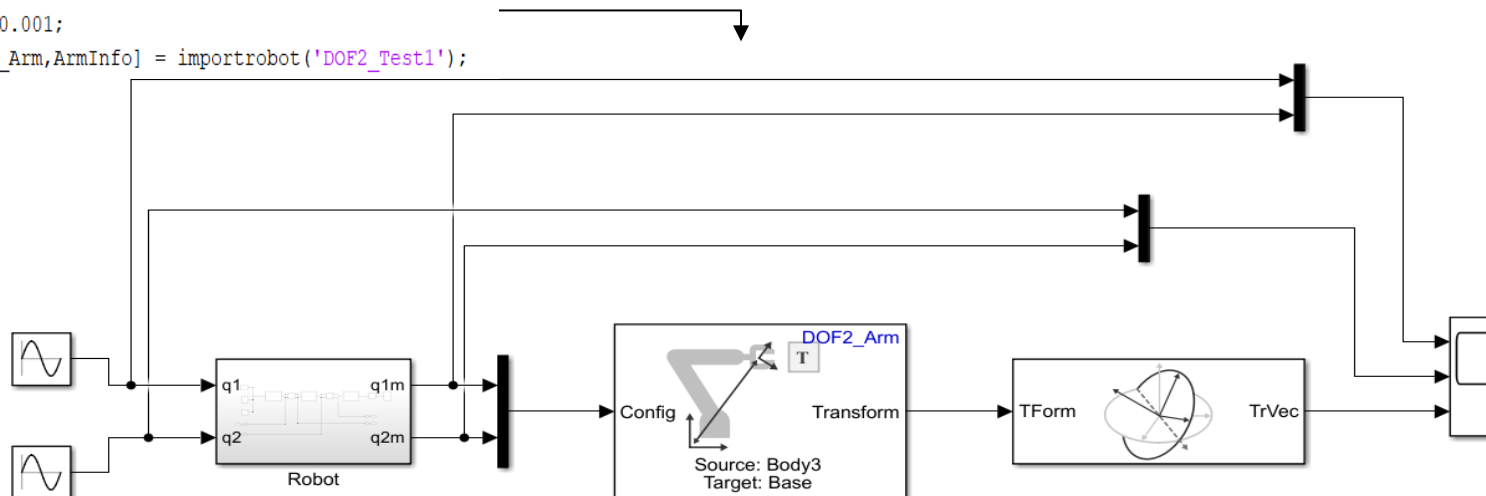 0.001;
_Arm,ArmInfo] = importrobot('DOF2_Test1');
DOF2_Arm
T
q1
q1m
q2
q2m
Robot
Config
Transform
Source: Body3
Target: Base
TForm
TrVec